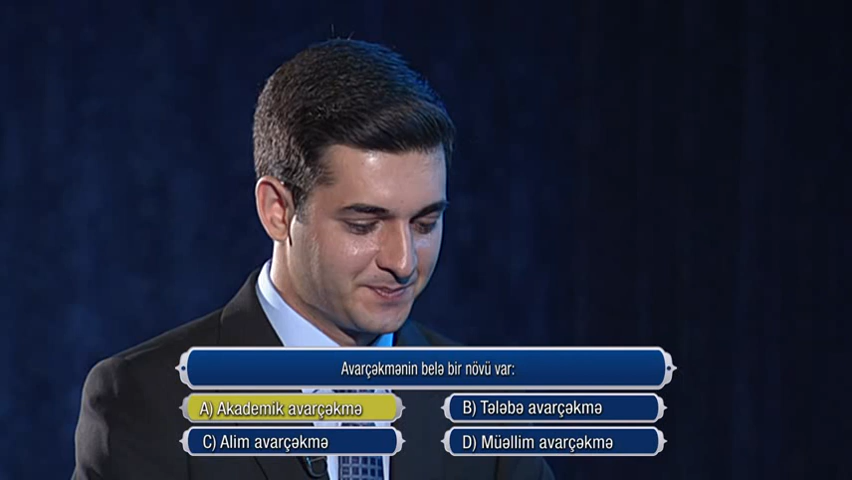 Avarçəkmənin belə bir növü var:
A) Akademik avarçəkmə
B) Tələbə avarçəkmə
C) Alim avarçəkmə
D) Müəllim avarçəkmə